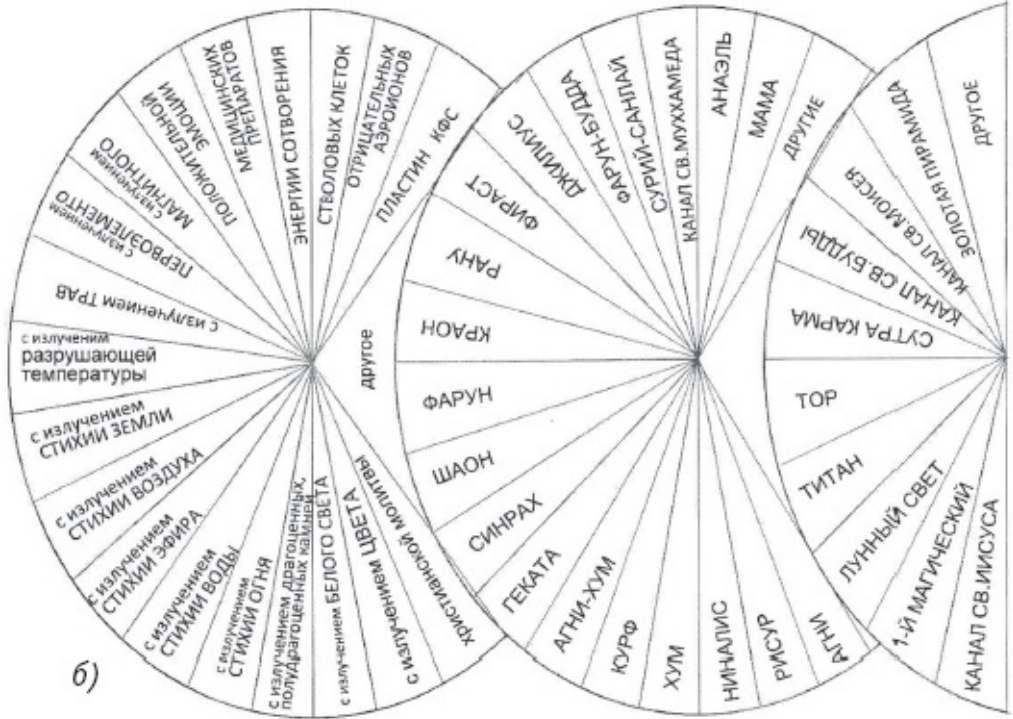 с излучением
ПЕРВОЭЛЕМЕНТО
с излучением
МАГНИТНОГО
ПОЛОЖИТЕЛЬНОЙ
ЭМОЦИИ
МЕДИЦИНСКИХ
ПРЕПАРАТОВ
ЭНЕРГИИ СОТВОРЕНИЯ
СТВОЛОВЫХ КЛЕТОК
ОТРИЦАТЕЛЬНЫХ
АЭРОИОНОВ
ПЛАСТИН КФС
другое
христианской молитвы
с излучением ЦВЕТА
с излучением БЕЛОГО СВЕТА
с излучением драгоценных,
полудрагоценных камней
с излучением
СТИХИИ ОГНЯ
с излучением
СТИХИИ ВОДЫ
с излучением
СТИХИИ ЭФИРА
с излучением
СТИХИИ ВОЗДУХА
с излучением
СТИХИИ ЗЕМЛИ
с излученим
разрушающей
температуры
с излучением ТРАВ
КРАОН
РАНУ
ФИРАСТ
ДЖИЛИУС
ФАРУН-БУДДА
СУРИЙ-САНЛАЙ
КАНАЛ СВ.МУХХАМЕДА
АНАЭЛЬ
МАМА
ДРУГИЕ
АГНИ
РИСУР
НИНАЛИС
ХУМ
КУРФ
АГНИ-ХУМ
ГЕКАТА
СИНРАХ
ШАОН
ФАРУН
СУТРА КАРМА
КАНАЛ СВ.БУДДЫ
КАНАЛ СВ.МОИСЕЯ
ЗОЛОТАЯ ПИРАМИДА
ДРУГОЕ
КАНАЛ СВ.ИИСУСА
1-Й МАГИЧЕСКИЙ
ЛУННЫЙ СВЕТ
ТИТАН
ТОР
б)